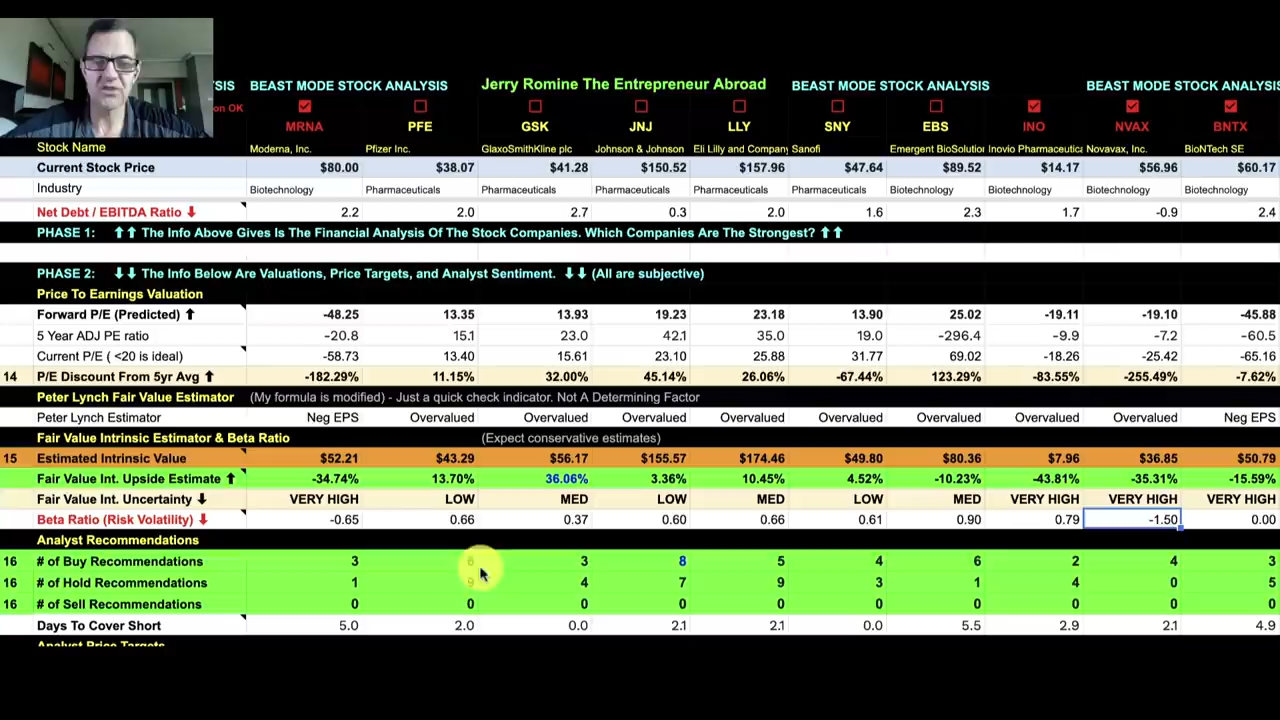 SIS BEAST MODE STOCK ANALYSIS Jerry Romine The Entrepreneur Abroad BEAST MODE STOCK ANALYSIS BEAST MODE STOCK ANALYSIS
on OK
MRNA PFE GSK JNJ LLY SNY EBS INO NVAX BNTX
Stock Name Moderna, Inc. Pfizer Inc. GlaxoSmithKline plc Johnson & Johnson Eli Lilly and Company Sanofi Emergent BioSolutio Inovio Pharmaceutica Novavax, Inc. BioNTech SE
Current Stock Price $80.00 $38.07 $41.28 $150.52 $157.96 $47.64 $89.52 $14.17 $56.96 $60.17
Industry Biotechnology Pharmaceuticals Pharmaceuticals Pharmaceuticals Pharmaceuticals Pharmaceuticals Biotechnology Biotechnology Biotechnology Biotechnology
Net Debt / EBITDA Ratio ⬇ 2.2 2.0 2.7 0.3 2.0 1.6 2.3 1.7 -0.9 2.4
PHASE 1: ⬆⬆ The Info Above Gives Is The Financial Analysis Of The Stock Companies. Which Companies Are The Strongest? ⬆⬆
PHASE 2: ⬇⬇ The Info Below Are Valuations, Price Targets, and Analyst Sentiment. ⬇⬇ (All are subjective)
Price To Earnings Valuation
Forward P/E (Predicted) ⬆ -48.25 13.35 13.93 19.23 23.18 13.90 25.02 -19.11 -19.10 -45.88
5 Year ADJ PE ratio -20.8 15.1 23.0 42.1 35.0 19.0 -296.4 -9.9 -7.2 -60.5
Current P/E ( <20 is ideal) -58.73 13.40 15.61 23.10 25.88 31.77 69.02 -18.26 -25.42 -65.16
14 P/E Discount From 5yr Avg ⬆ -182.29% 11.15% 32.00% 45.14% 26.06% -67.44% 123.29% -83.55% -255.49% -7.62%
Peter Lynch Fair Value Estimator (My formula is modified) - Just a quick check indicator. Not A Determining Factor
Peter Lynch Estimator Neg EPS Overvalued Overvalued Overvalued Overvalued Overvalued Overvalued Overvalued Overvalued Neg EPS
Fair Value Intrinsic Estimator & Beta Ratio (Expect conservative estimates)
15 Estimated Intrinsic Value $52.21 $43.29 $56.17 $155.57 $174.46 $49.80 $80.36 $7.96 $36.85 $50.79
Fair Value Int. Upside Estimate ⬆ -34.74% 13.70% 36.06% 3.36% 10.45% 4.52% -10.23% -43.81% -35.31% -15.59%
Fair Value Int. Uncertainty ⬇ VERY HIGH LOW MED LOW MED LOW MED VERY HIGH VERY HIGH VERY HIGH
Beta Ratio (Risk Volatility) ⬇ -0.65 0.66 0.37 0.60 0.66 0.61 0.90 0.79 -1.50 0.00
Analyst Recommendations
16 # of Buy Recommendations 3 3 8 5 4 6 2 4 3
16 # of Hold Recommendations 1 9 4 7 9 3 1 4 0 5
16 # of Sell Recommendations 0 0 0 0 0 0 0 0 0 0
Days To Cover Short 5.0 2.0 0.0 2.1 2.1 0.0 5.5 2.9 2.1 4.9
Analyst Price Targets